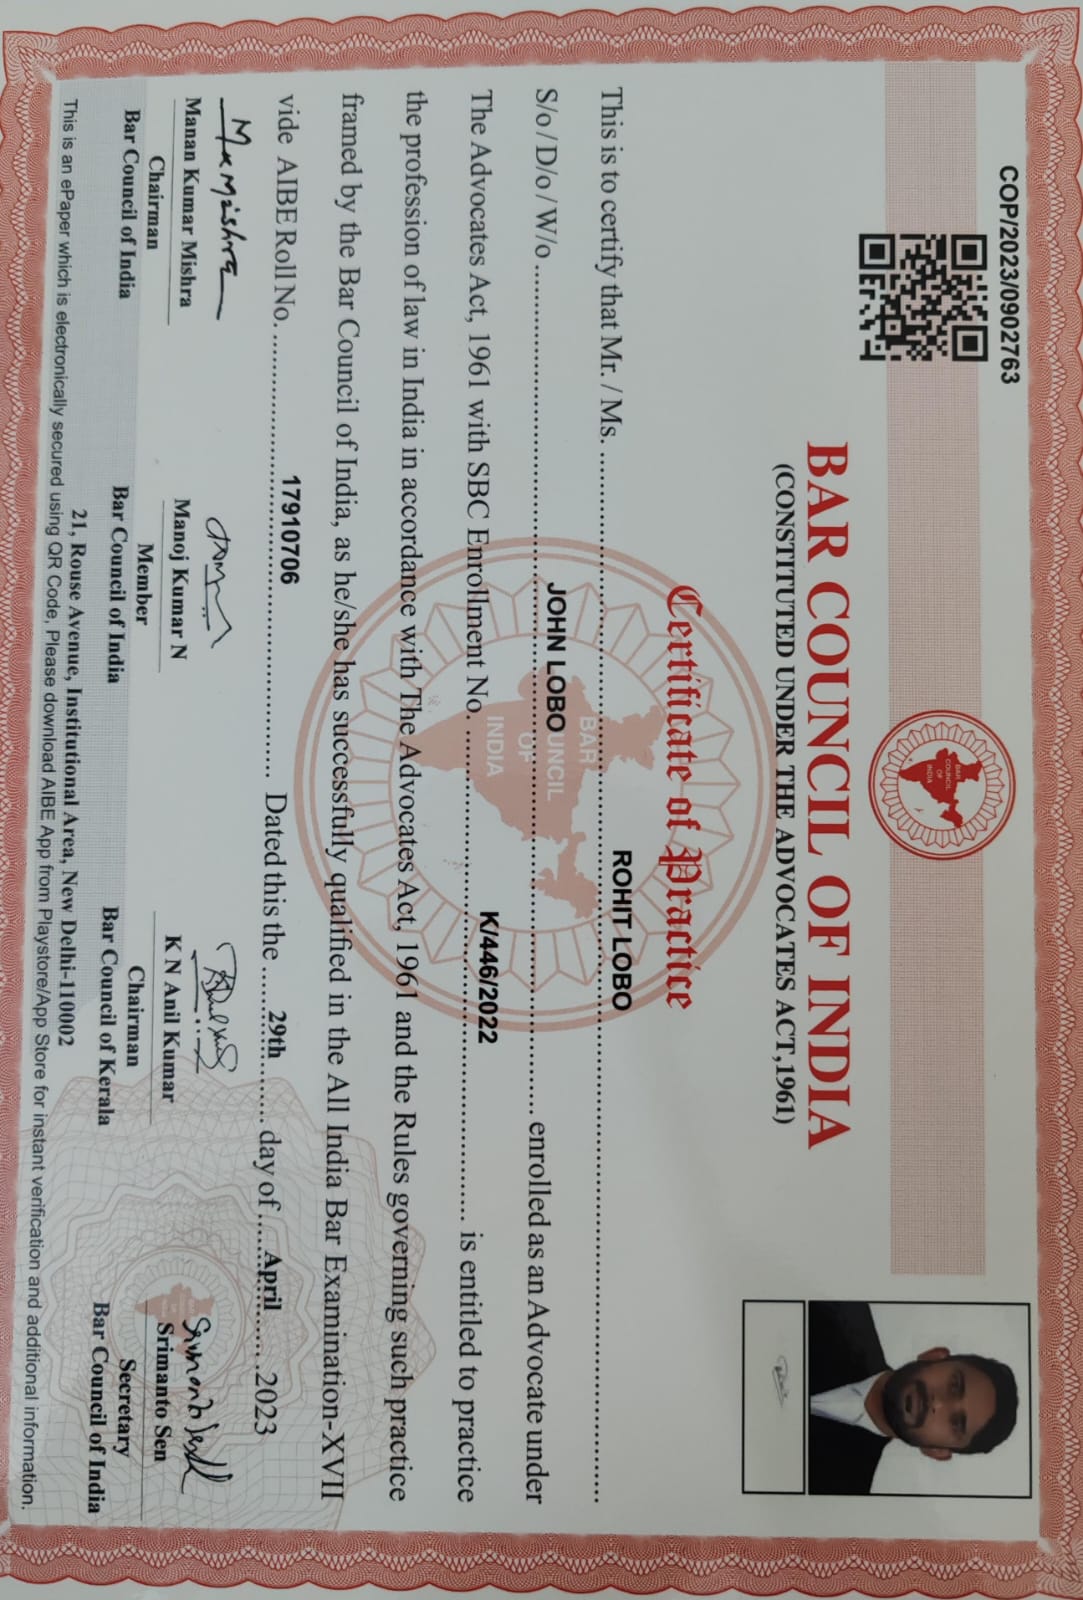 COP/2023/0902763
BAR
COUNCIL
OF
INDIA
BAR COUNCIL OF INDIA
(CONSTITUTED UNDER THE ADVOCATES ACT,1961)
Certificate of Practice
This is to certify that Mr. / Ms. ROHIT LOBO
S/o / D/o / W/o JOHN LOBO enrolled as an Advocate under
The Advocates Act, 1961 with SBC Enrollment No. K/446/2022 is entitled to practice
the profession of law in India in accordance with The Advocates Act, 1961 and the Rules governing such practice
framed by the Bar Council of India, as he/she has successfully qualified in the All India Bar Examination-XVII
vide AIBE Roll No. 17910706 Dated this the 29th day of April 2023
BAR
COUNCIL
OF
INDIA
Manan Kumar Mishra
Chairman
Bar Council of India
Manoj Kumar N
Member
Bar Council of India
K N Anil Kumar
Chairman
Bar Council of Kerala
Srimanto Sen
Secretary
Bar Council of India
21, Rouse Avenue, Institutional Area, New Delhi-110002
This is an ePaper which is electronically secured using QR Code, Please download AIBE App from Playstore/App Store for instant verification and additional information.